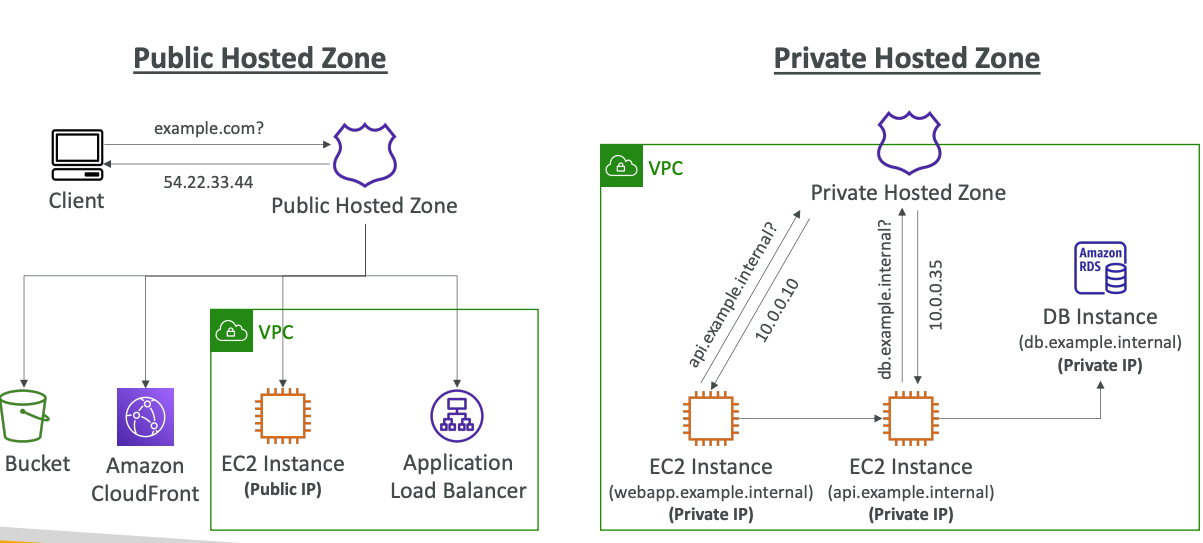 Public Hosted Zone
example.com?
54.22.33.44
Client
Public Hosted Zone
VPC
Bucket
Amazon
CloudFront
EC2 Instance
(Public IP)
Application
Load Balancer
Private Hosted Zone
VPC
Private Hosted Zone
api.example.internal?
10.0.0.10
db.example.internal?
10.0.0.35
Amazon
RDS
DB Instance
(db.example.internal)
(Private IP)
EC2 Instance
(webapp.example.internal)
(Private IP)
EC2 Instance
(api.example.internal)
(Private IP)